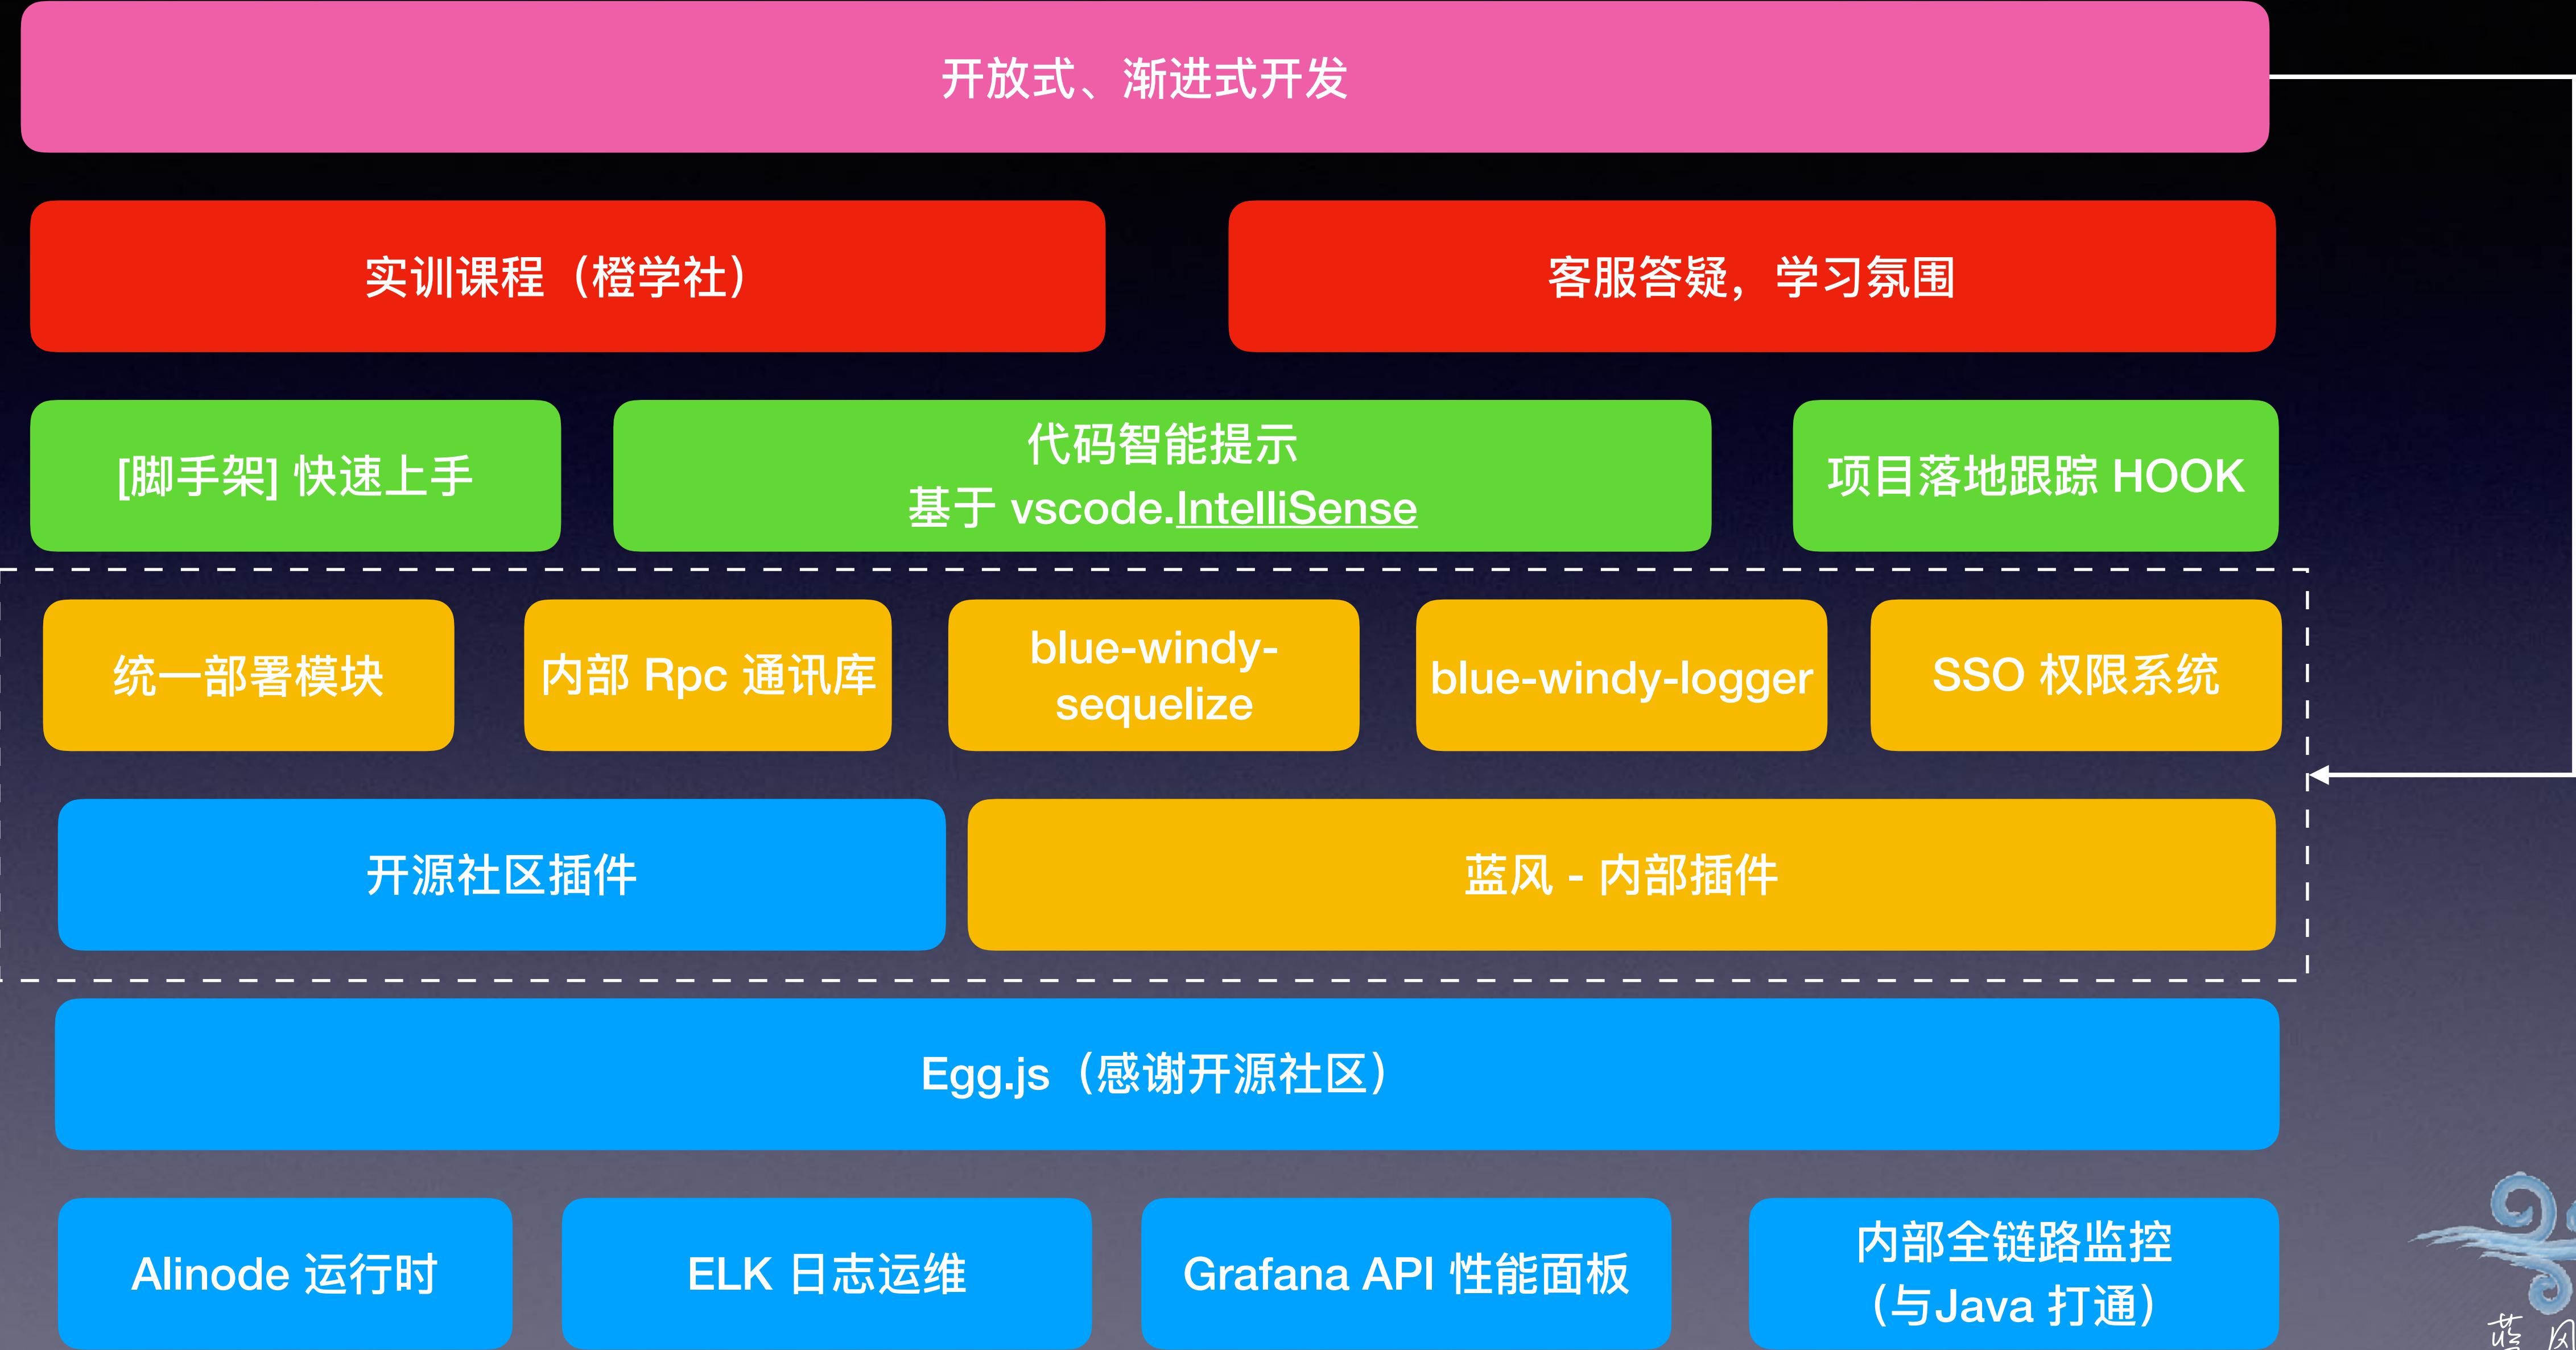 开放式、渐进式开发
实训课程（橙学社）
客服答疑，学习氛围
[脚手架] 快速上手
代码智能提示
基于 vscode.IntelliSense
项目落地跟踪 HOOK
统一部署模块
内部 Rpc 通讯库
blue-windy-
sequelize
blue-windy-logger
SSO 权限系统
开源社区插件
蓝风 - 内部插件
Egg.js（感谢开源社区）
Alinode 运行时
ELK 日志运维
Grafana API 性能面板
内部全链路监控
（与Java 打通）
蓝风